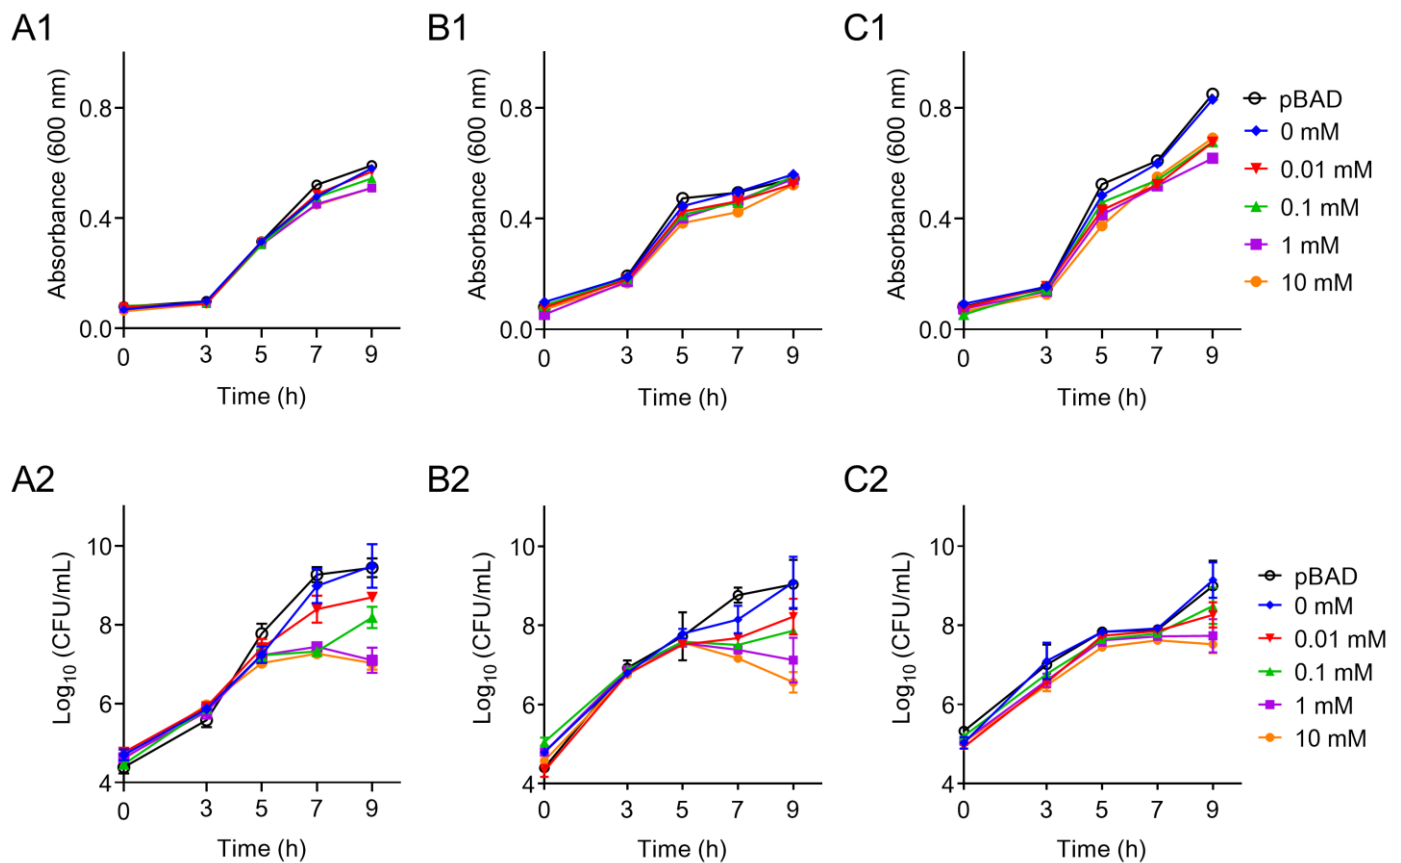 A1
B1
C1
Absorbance (600 nm)
0.8
0.4
0.0
0 3 5 7 9
Time (h)
Absorbance (600 nm)
0.8
0.4
0.0
0 3 5 7 9
Time (h)
Absorbance (600 nm)
0.8
0.4
0.0
0 3 5 7 9
Time (h)
pBAD
0 mM
0.01 mM
0.1 mM
1 mM
10 mM
A2
B2
C2
Log10 (CFU/mL)
10
8
6
4
0 3 5 7 9
Time (h)
Log10 (CFU/mL)
10
8
6
4
0 3 5 7 9
Time (h)
Log10 (CFU/mL)
10
8
6
4
0 3 5 7 9
Time (h)
pBAD
0 mM
0.01 mM
0.1 mM
1 mM
10 mM